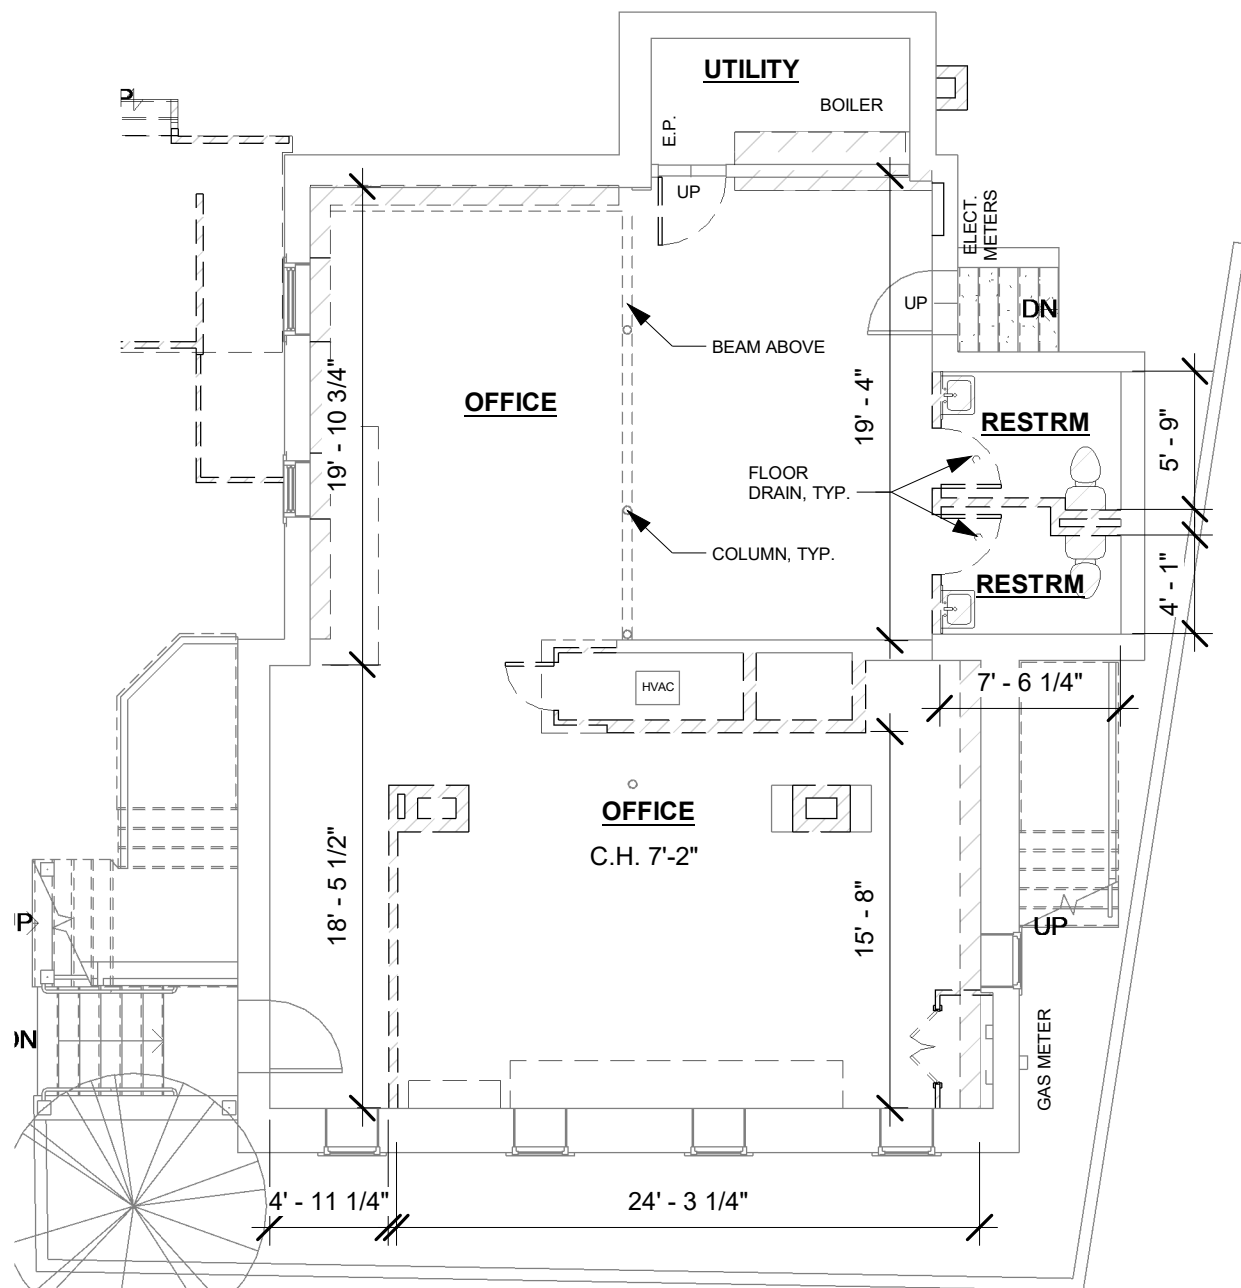 UTILITY
BOILER
E.P.
UP
ELECT.
METERS
UP
DN
BEAM ABOVE
19' - 10 3/4"
OFFICE
19' - 4"
RESTRM
5' - 9"
FLOOR
DRAIN, TYP.
COLUMN, TYP.
RESTRM
4' - 1"
HVAC
7' - 6 1/4"
OFFICE
C.H. 7'-2"
18' - 5 1/2"
15' - 8"
UP
GAS METER
4' - 11 1/4"
24' - 3 1/4"